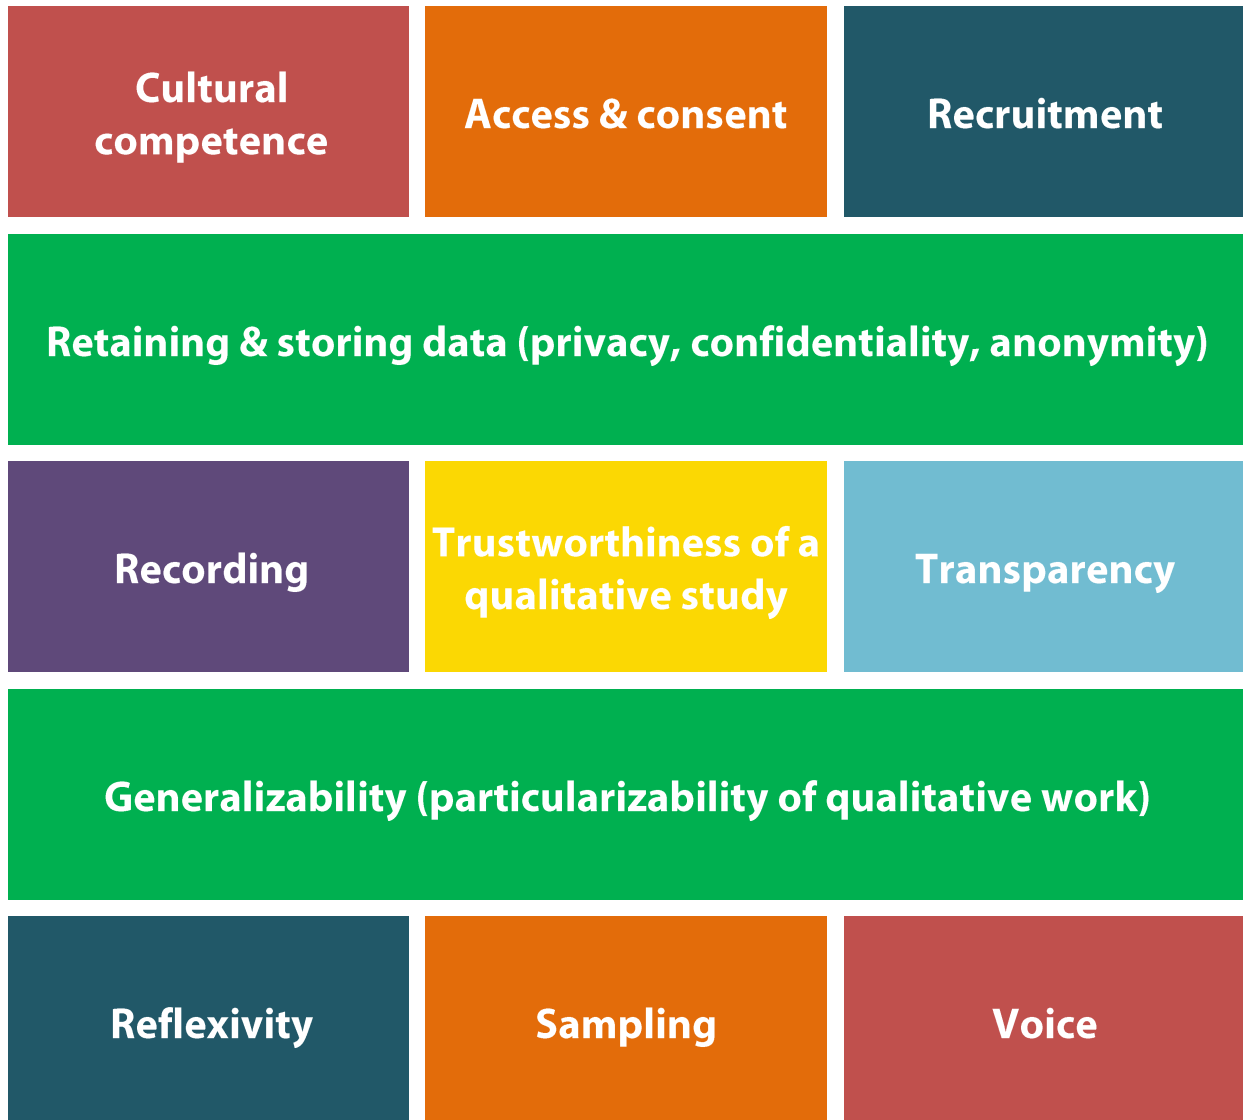 Cultural
competence
Access & consent
Recruitment
Retaining & storing data (privacy, confidentiality, anonymity)
Recording
Trustworthiness of a
qualitative study
Transparency
Generalizability (particularizability of qualitative work)
Reflexivity
Sampling
Voice